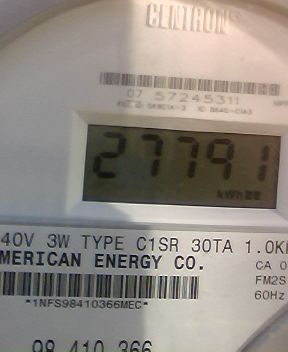 CENTRON®
07 57245311
27791
kWh
40V 3W TYPE C1SR 30TA 1.0K
MERICAN ENERGY CO. CA 0
FM2S
*1NFS98410366MEC* 60Hz
98 410 366